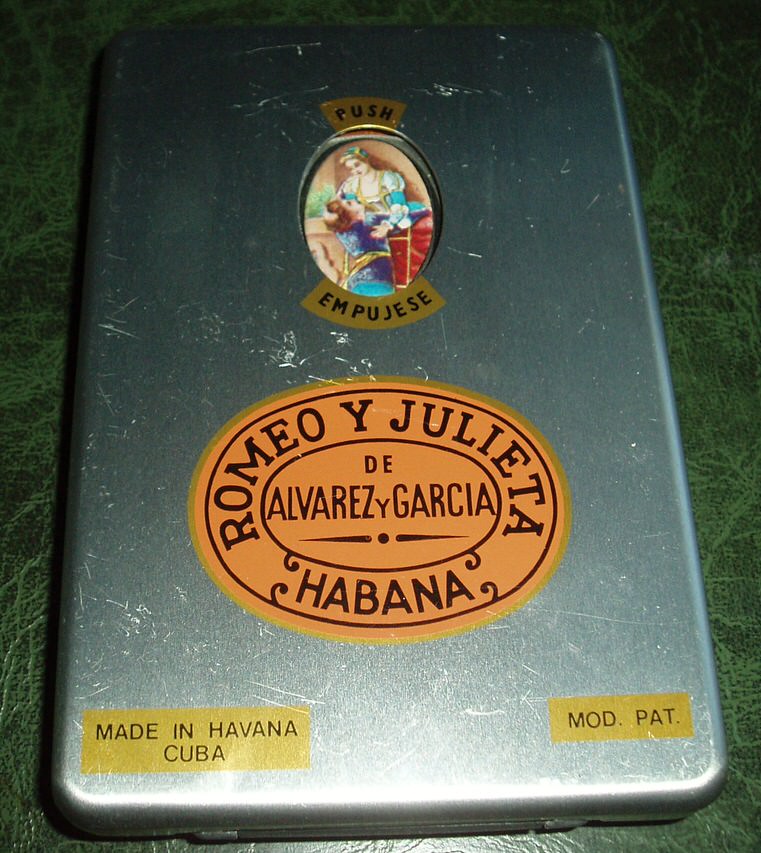 PUSH
EMPUJESE
ROMEO Y JULIETA
DE
ALVAREZ Y GARCIA
HABANA
MADE IN HAVANA
CUBA
MOD. PAT.